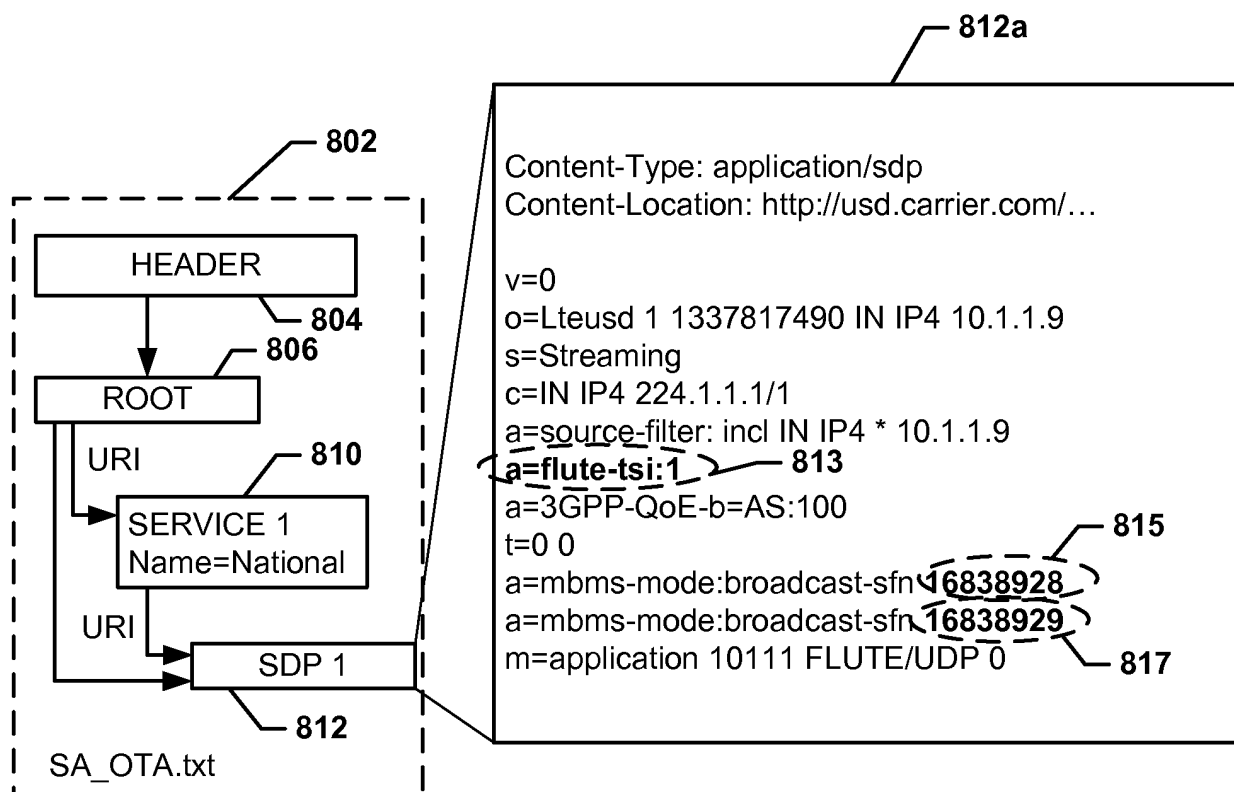 812a
802
HEADER
804
806
ROOT
URI
810
SERVICE 1
Name=National
URI
SDP 1
812
SA_OTA.txt
Content-Type: application/sdp
Content-Location: http://usd.carrier.com/…
v=0
o=Lteusd 1 1337817490 IN IP4 10.1.1.9
s=Streaming
c=IN IP4 224.1.1.1/1
a=source-filter: incl IN IP4 * 10.1.1.9
a=flute-tsi:1
813
a=3GPP-QoE-b=AS:100
t=0 0
815
a=mbms-mode:broadcast-sfn 16838928
a=mbms-mode:broadcast-sfn 16838929
m=application 10111 FLUTE/UDP 0
817